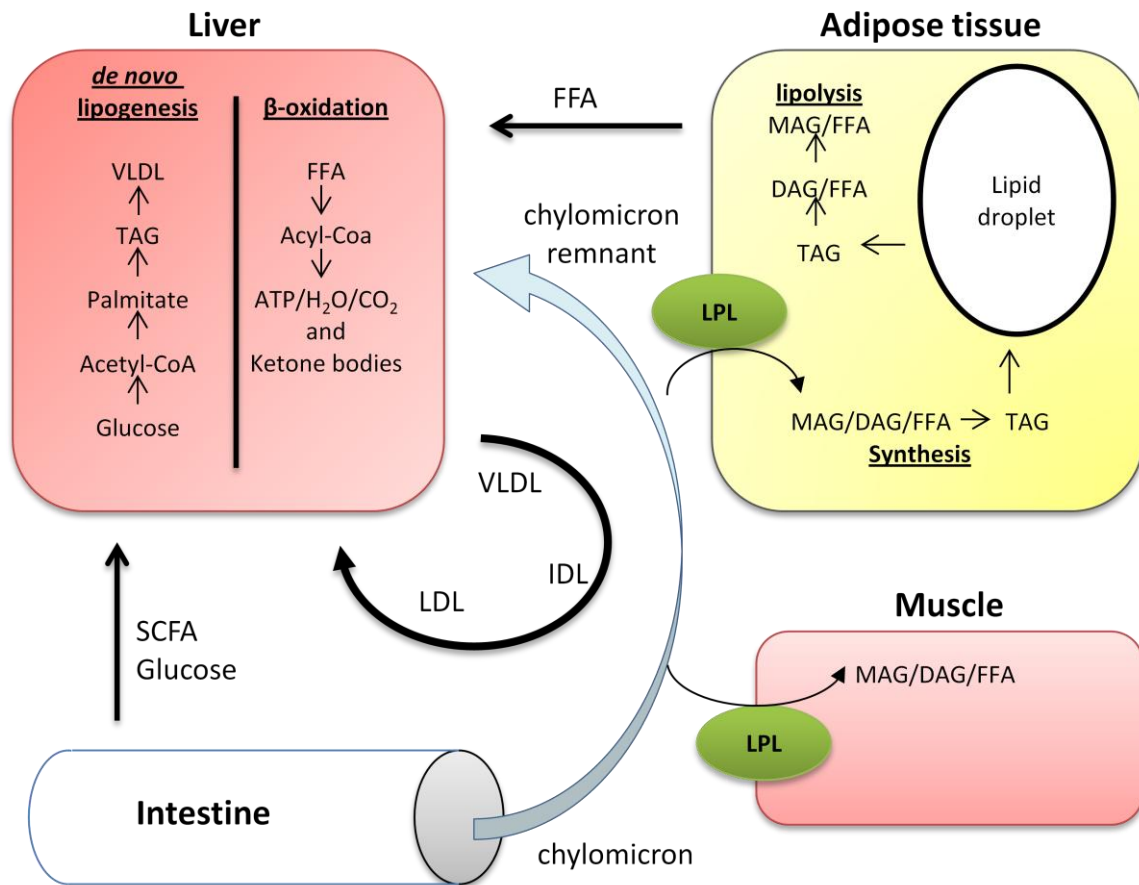 Liver
de novo
lipogenesis
VLDL
TAG
Palmitate
Acetyl-CoA
Glucose
β-oxidation
FFA
Acyl-Coa
ATP/H₂O/CO₂
and
Ketone bodies
FFA
chylomicron
remnant
Adipose tissue
lipolysis
MAG/FFA
DAG/FFA
TAG
Lipid
droplet
LPL
MAG/DAG/FFA
TAG
Synthesis
VLDL
IDL
LDL
SCFA
Glucose
Muscle
MAG/DAG/FFA
LPL
Intestine
chylomicron